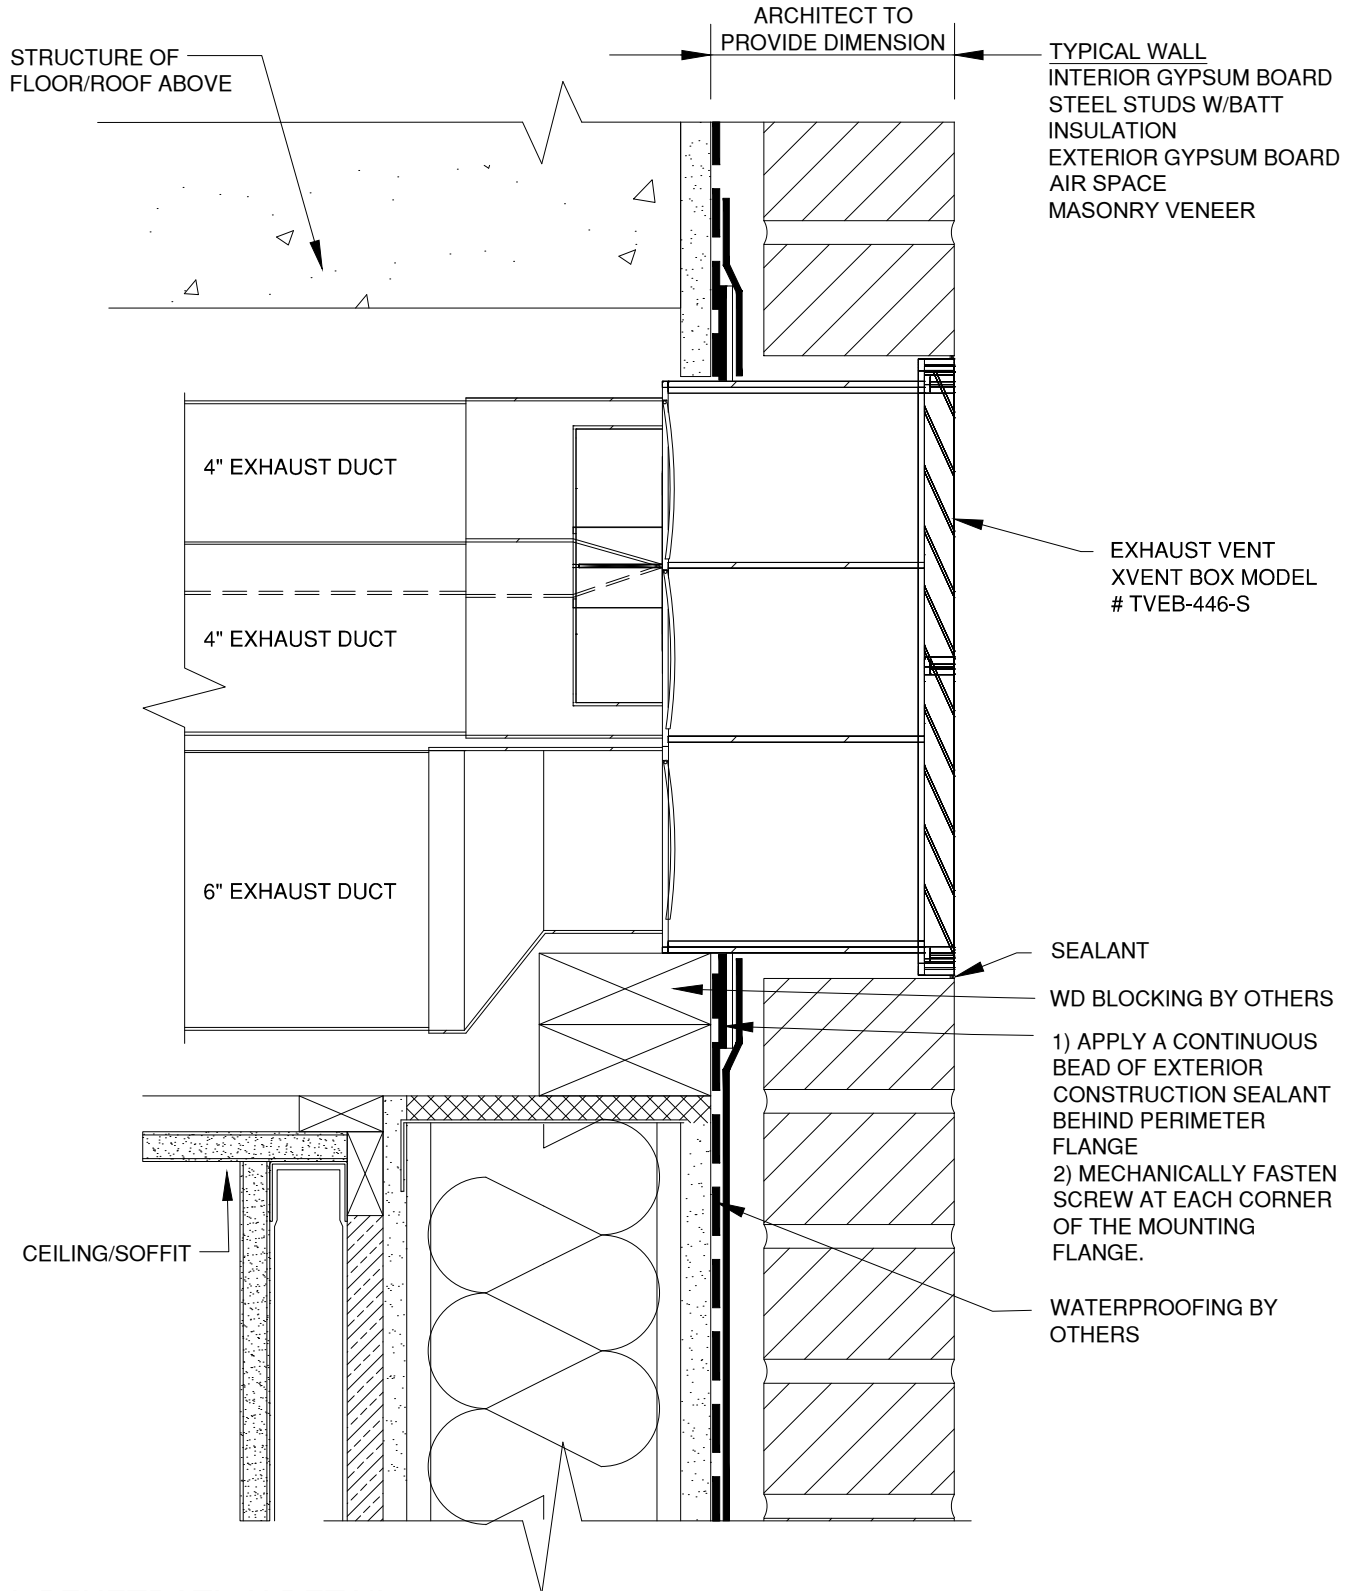 ARCHITECT TO
PROVIDE DIMENSION
STRUCTURE OF
FLOOR/ROOF ABOVE
TYPICAL WALL
INTERIOR GYPSUM BOARD
STEEL STUDS W/BATT
INSULATION
EXTERIOR GYPSUM BOARD
AIR SPACE
MASONRY VENEER
4" EXHAUST DUCT
EXHAUST VENT
XVENT BOX MODEL
# TVEB-446-S
4" EXHAUST DUCT
6" EXHAUST DUCT
SEALANT
WD BLOCKING BY OTHERS
1) APPLY A CONTINUOUS
BEAD OF EXTERIOR
CONSTRUCTION SEALANT
BEHIND PERIMETER
FLANGE
2) MECHANICALLY FASTEN
SCREW AT EACH CORNER
OF THE MOUNTING
FLANGE.
CEILING/SOFFIT
WATERPROOFING BY
OTHERS